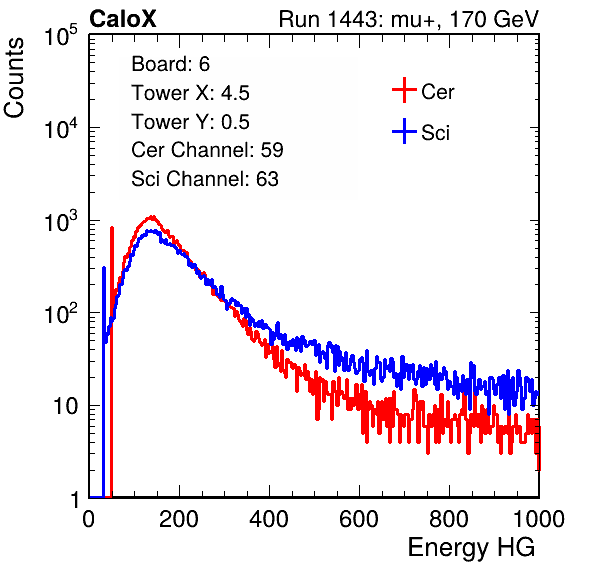 CaloX Run 1443: mu+, 170 GeV
Counts
10^5
10^4
10^3
10^2
10
1
Board: 6
Tower X: 4.5
Tower Y: 0.5
Cer Channel: 59
Sci Channel: 63
Cer
Sci
0 200 400 600 800 1000
Energy HG